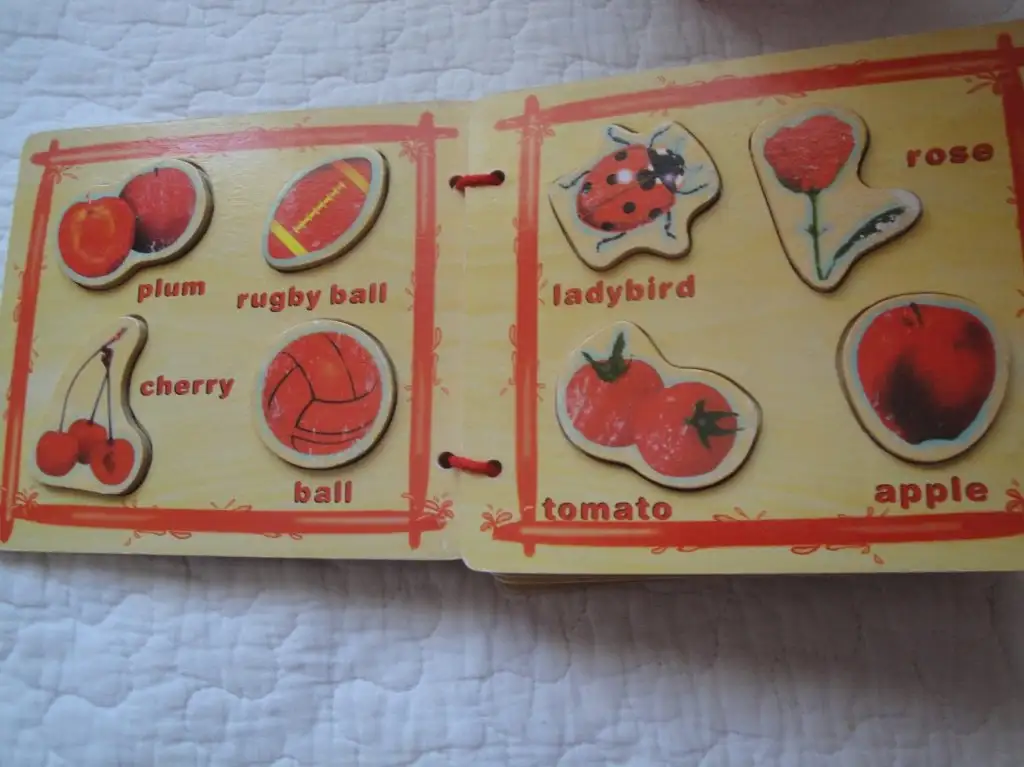 plum
rugby ball
cherry
ball
ladybird
rose
tomato
apple